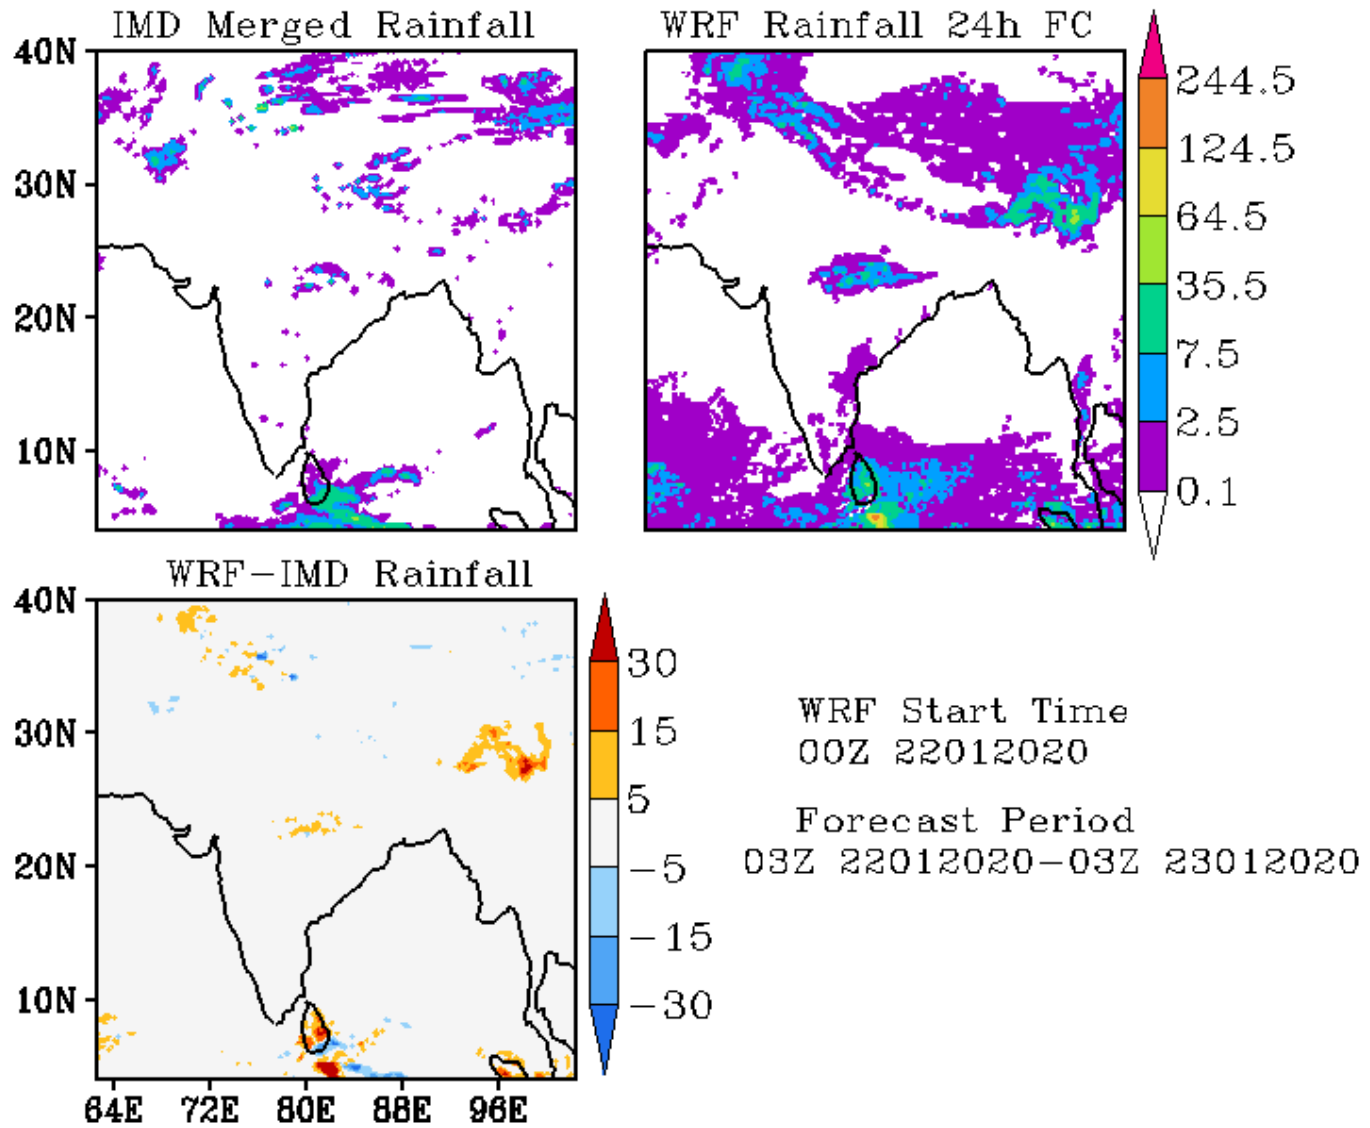 IMD Merged Rainfall
WRF Rainfall 24h FC
40N
30N
20N
10N
244.5
124.5
64.5
35.5
7.5
2.5
0.1
WRF-IMD Rainfall
40N
30N
20N
10N
64E 72E 80E 88E 96E
30
15
5
-5
-15
-30
WRF Start Time
00Z 22012020
Forecast Period
03Z 22012020-03Z 23012020